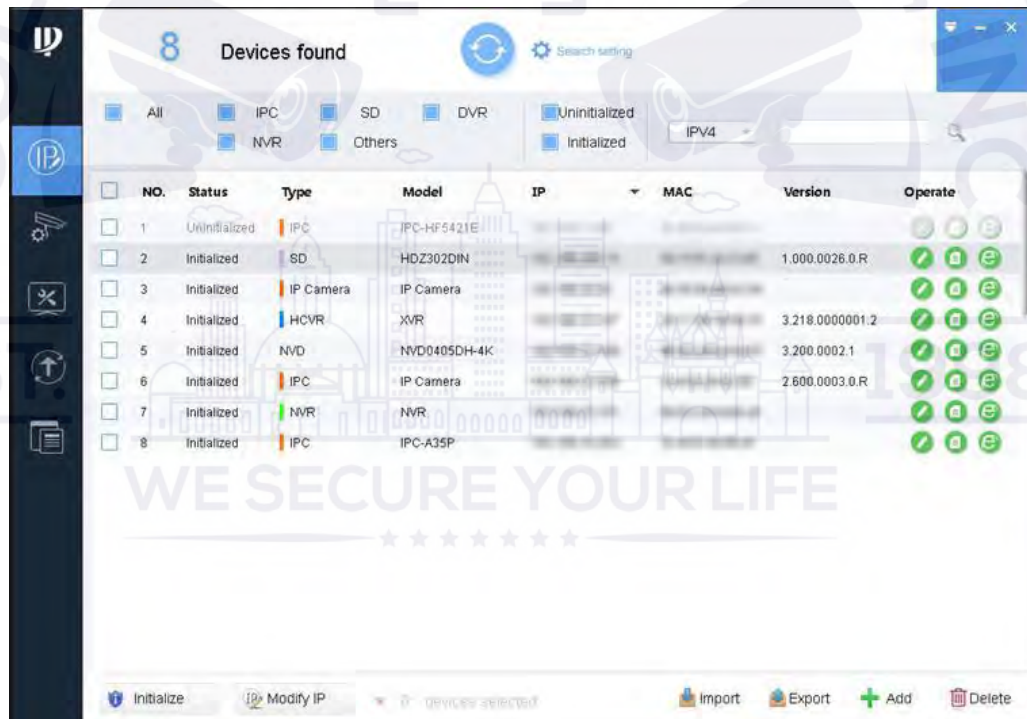 8 Devices found Search setting
All IPC SD DVR Uninitialized
NVR Others Initialized
IPV4
NO. Status Type Model IP MAC Version Operate
1 Uninitialized IPC IPC-HF5421E
2 Initialized SD HDZ302DIN 1.000.0026.0.R
3 Initialized IP Camera IP Camera
4 Initialized HCVR XVR 3.218.0000001.2
5 Initialized NVD NVD0405DH-4K 3.200.0002.1
6 Initialized IPC IP Camera 2.600.0003.0.R
7 Initialized NVR NVR
8 Initialized IPC IPC-A35P
WE SECURE YOUR LIFE
Initialize Modify IP 0 devices selected Import Export Add Delete